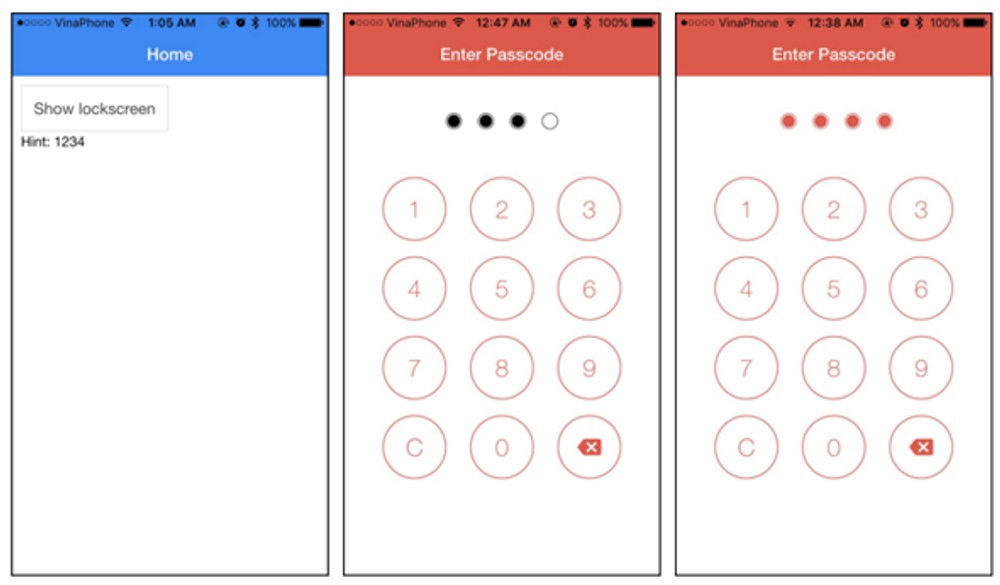 VinaPhone 1:05 AM 100%
Home
Show lockscreen
Hint: 1234
VinaPhone 12:47 AM 100%
Enter Passcode
1 2 3
4 5 6
7 8 9
C 0
VinaPhone 12:38 AM 100%
Enter Passcode
1 2 3
4 5 6
7 8 9
C 0